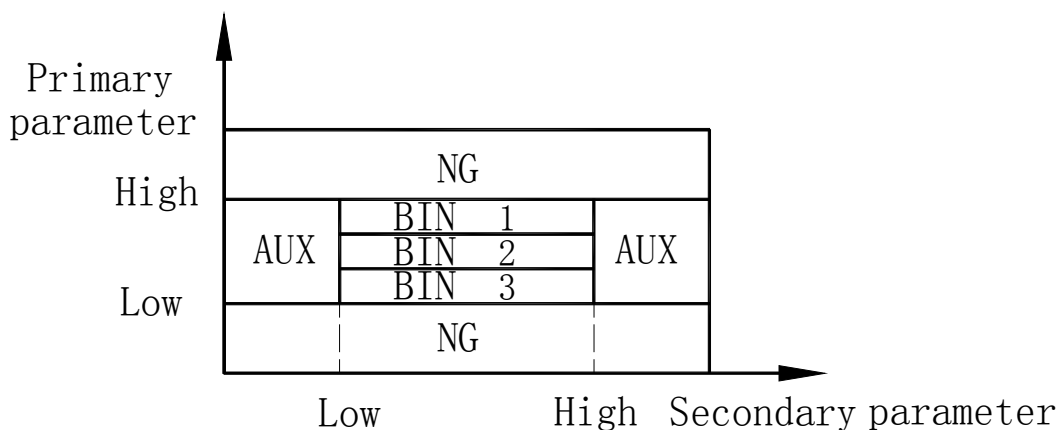 Primary
parameter
NG
High
BIN 1
AUX
BIN 2
AUX
BIN 3
Low
NG
Low
High
Secondary parameter